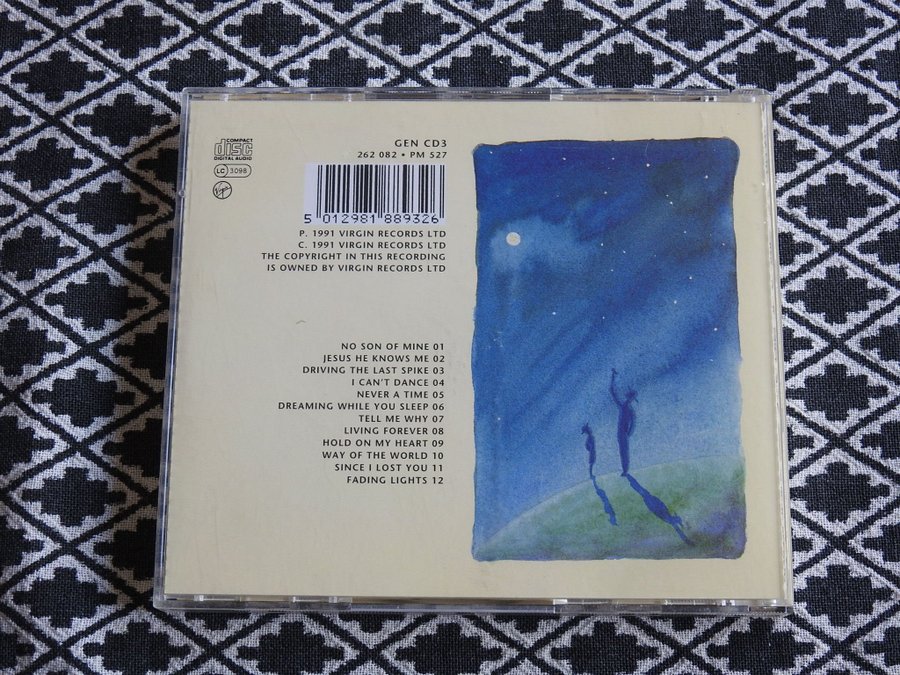 COMPACT
disc
DIGITAL AUDIO
LC 3098
Virgin
GEN CD3
262 082 • PM 527
5 012981 889326
P. 1991 VIRGIN RECORDS LTD
C. 1991 VIRGIN RECORDS LTD
THE COPYRIGHT IN THIS RECORDING
IS OWNED BY VIRGIN RECORDS LTD
NO SON OF MINE 01
JESUS HE KNOWS ME 02
DRIVING THE LAST SPIKE 03
I CAN'T DANCE 04
NEVER A TIME 05
DREAMING WHILE YOU SLEEP 06
TELL ME WHY 07
LIVING FOREVER 08
HOLD ON MY HEART 09
WAY OF THE WORLD 10
SINCE I LOST YOU 11
FADING LIGHTS 12